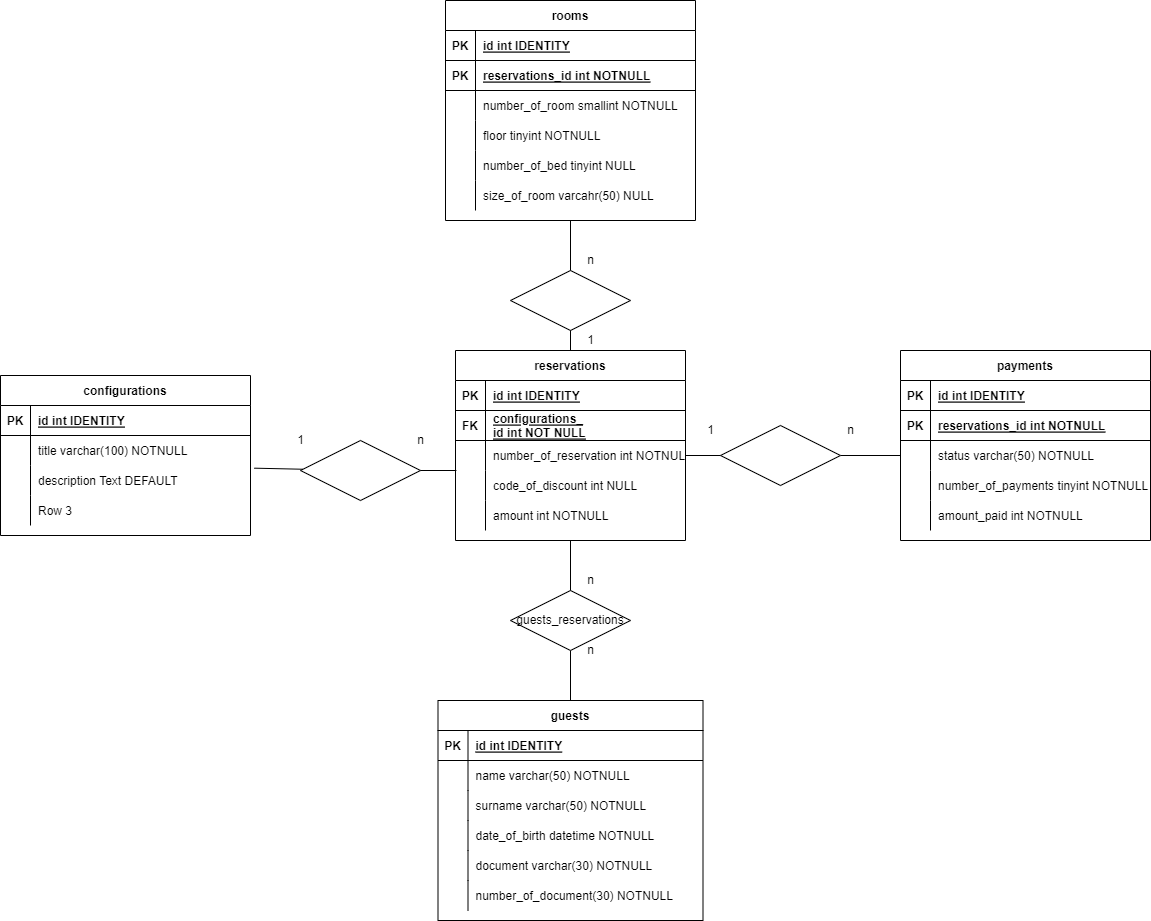 rooms
PK id int IDENTITY
PK reservations_id int NOTNULL
number_of_room smallint NOTNULL
floor tinyint NOTNULL
number_of_bed tinyint NULL
size_of_room varcahr(50) NULL
n
1
configurations
PK id int IDENTITY
title varchar(100) NOTNULL
description Text DEFAULT
Row 3
1
n
reservations
PK id int IDENTITY
FK configurations_
id int NOT NULL
number_of_reservation int NOTNUL
code_of_discount int NULL
amount int NOTNULL
1
n
payments
PK id int IDENTITY
PK reservations_id int NOTNULL
status varchar(50) NOTNULL
number_of_payments tinyint NOTNULL
amount_paid int NOTNULL
n
guests_reservations
n
guests
PK id int IDENTITY
name varchar(50) NOTNULL
surname varchar(50) NOTNULL
date_of_birth datetime NOTNULL
document varchar(30) NOTNULL
number_of_document(30) NOTNULL